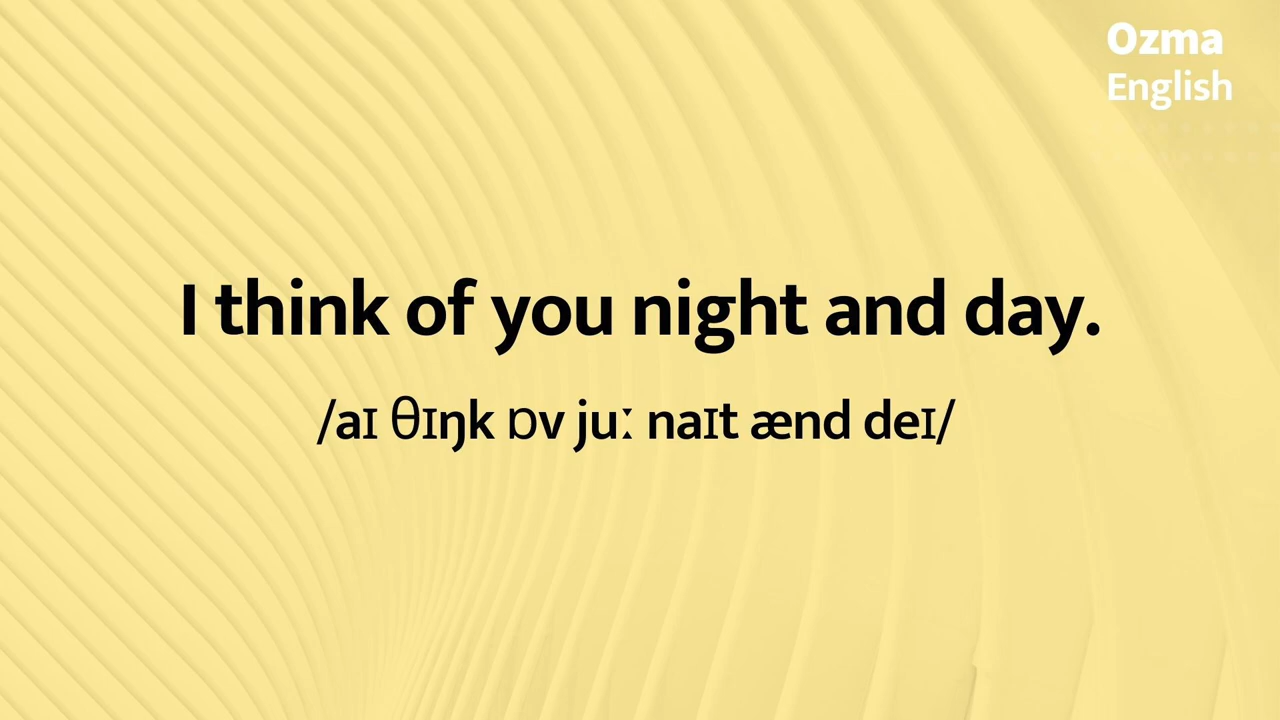 Ozma
English
I think of you night and day.
/aɪ θɪŋk ɒv juː naɪt ænd deɪ/